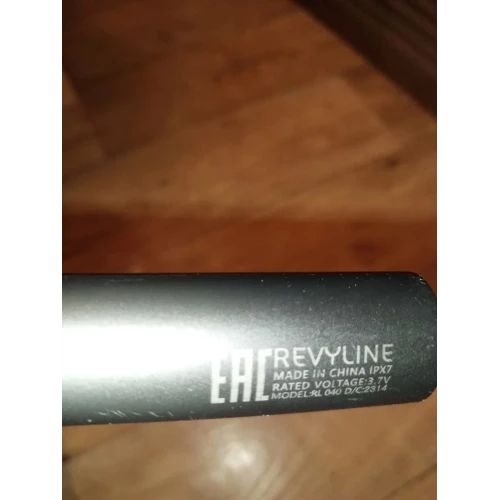 EAC REVYLINE
MADE IN CHINA IPX7
RATED VOLTAGE:3.7V
MODEL:RL 040 D/C:2314